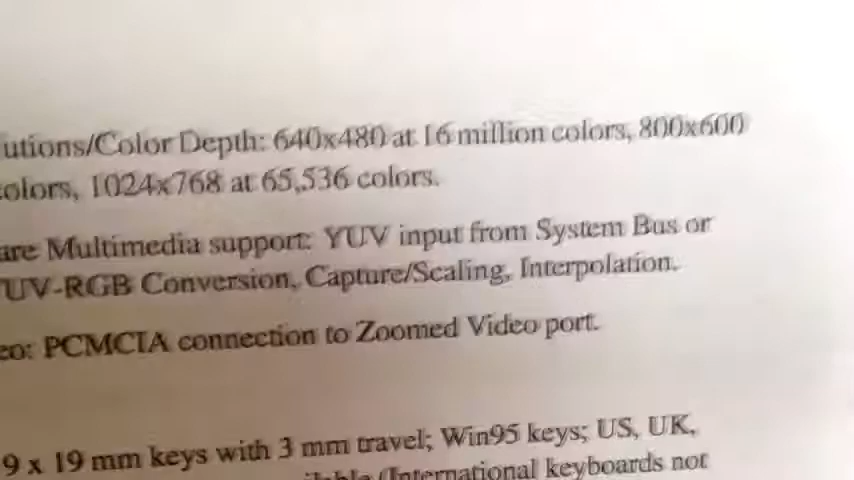 utions/Color Depth: 640x480 at 16 million colors, 800x600
colors, 1024x768 at 65,536 colors.
are Multimedia support: YUV input from System Bus or
UV-RGB Conversion, Capture/Scaling, Interpolation.
eo: PCMCIA connection to Zoomed Video port.
9 x 19 mm keys with 3 mm travel; Win95 keys; US, UK,
(International keyboards not